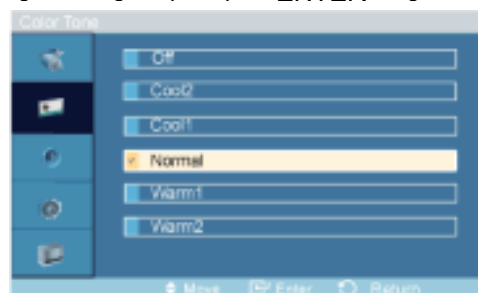 Color Tone
Off
Cool2
Cool1
Normal
Warm1
Warm2
Move Enter Return